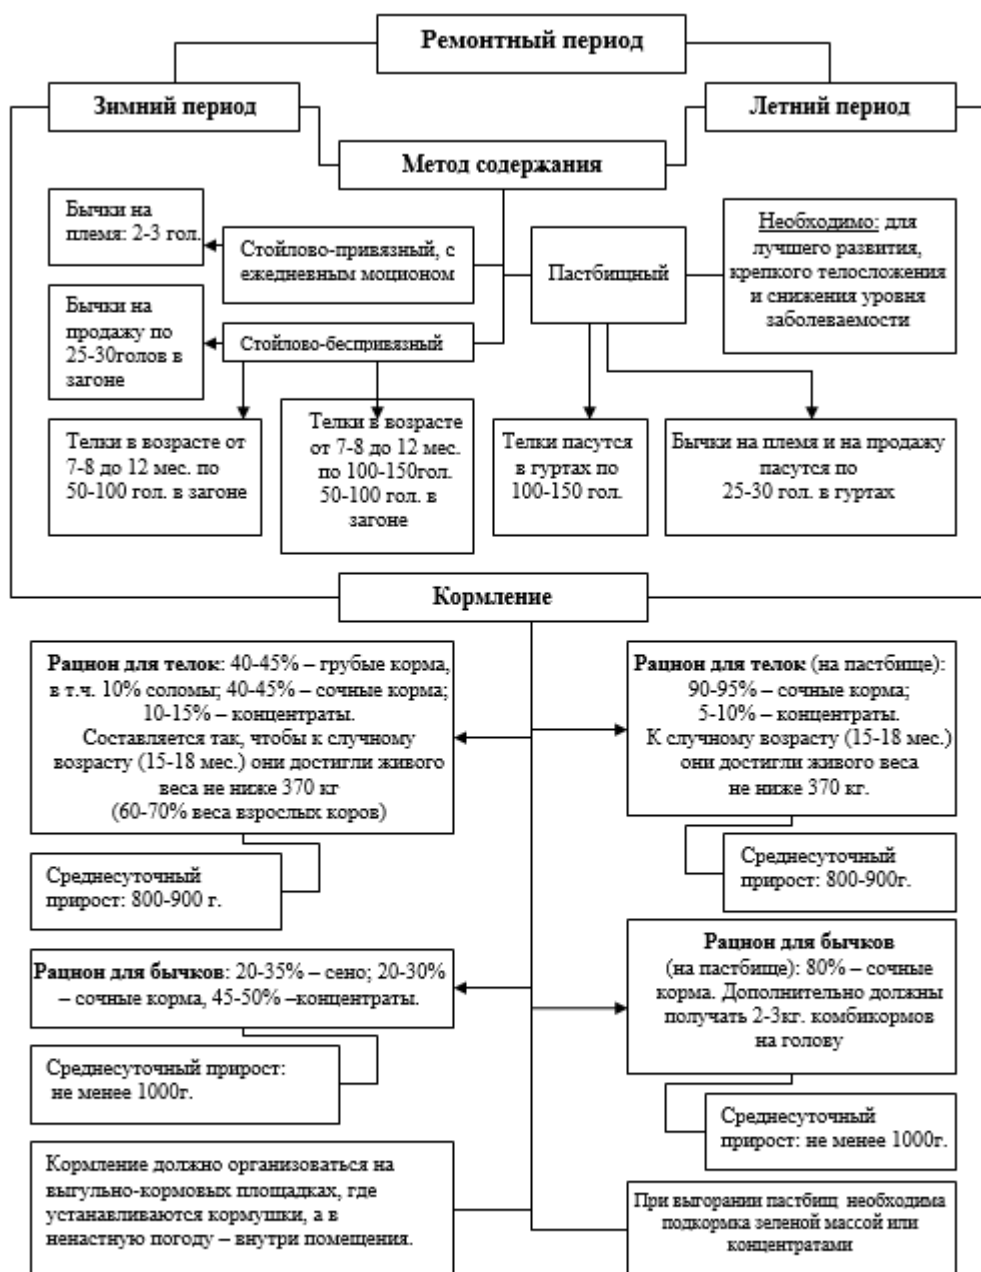 Ремонтный период
Зимний период
Летний период
Метод содержания
Бычки на
племя: 2-3 гол.
Стойлово-привязный, с
ежедневным моционом
Пастбищный
Необходимо: для
лучшего развития,
крепкого телосложения
и снижения уровня
заболеваемости
Бычки на
продажу по
25-30голов в
загоне
Стойлово-беспривязный
Телки в возрасте от
7-8 до 12 мес. по
50-100 гол. в загоне
Телки в возрасте
от 7-8 до 12 мес.
по 100-150гол.
50-100 гол. в
загоне
Телки пасутся
в гуртах по
100-150 гол.
Бычки на племя и на продажу
пасутся по
25-30 гол. в гуртах
Кормление
Рацион для телок: 40-45% – грубые корма,
в т.ч. 10% соломы; 40-45% – сочные корма;
10-15% – концентраты.
Составляется так, чтобы к случному
возрасту (15-18 мес.) они достигли живого
веса не ниже 370 кг
(60-70% веса взрослых коров)
Рацион для телок (на пастбище):
90-95% – сочные корма;
5-10% – концентраты.
К случному возрасту (15-18 мес.)
они достигли живого веса
не ниже 370 кг.
Среднесуточный
прирост: 800-900 г.
Среднесуточный
прирост: 800-900г.
Рацион для бычков: 20-35% – сено; 20-30%
– сочные корма, 45-50% –концентраты.
Рацион для бычков
(на пастбище): 80% – сочные
корма. Дополнительно должны
получать 2-3кг. комбикормов
на голову
Среднесуточный прирост:
не менее 1000г.
Среднесуточный
прирост: не менее 1000г.
Кормление должно организоваться на
выгульно-кормовых площадках, где
устанавливаются кормушки, а в
ненастную погоду – внутри помещения.
При выгорании пастбищ необходима
подкормка зеленой массой или
концентратами